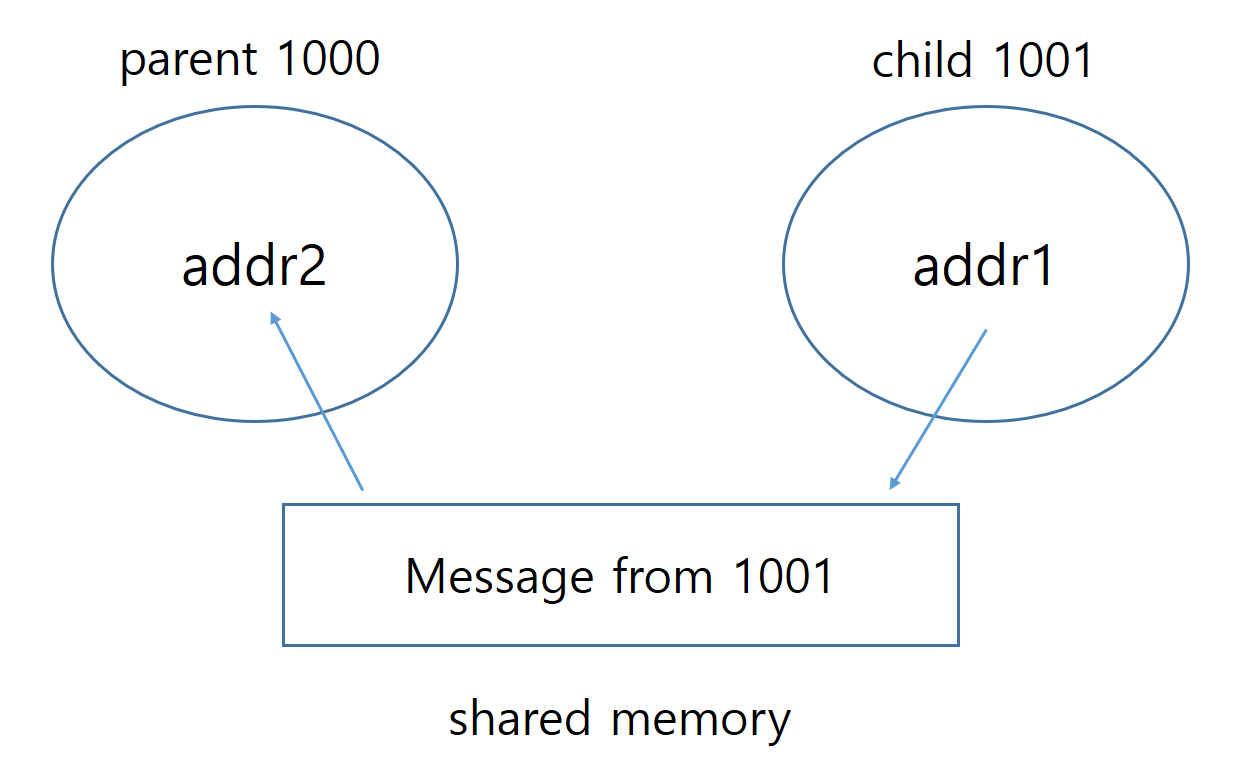 parent 1000
child 1001
addr2
addr1
Message from 1001
shared memory